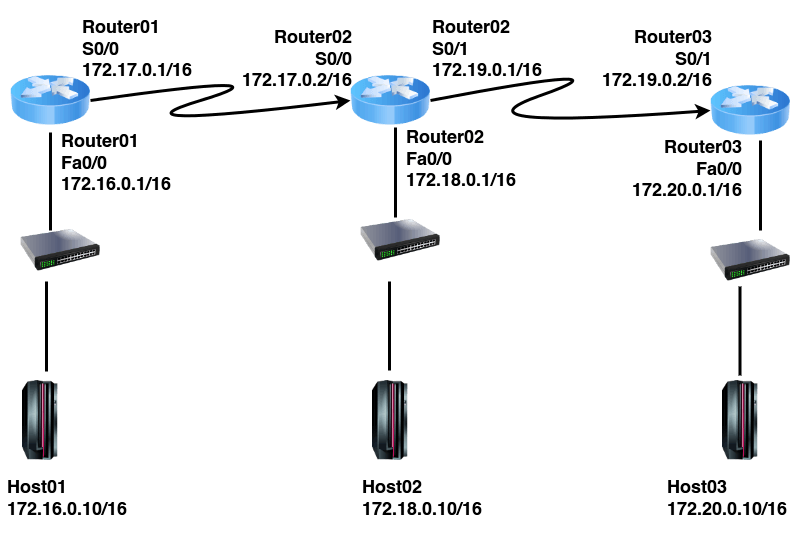 Router01
S0/0
172.17.0.1/16
Router02
S0/0
172.17.0.2/16
Router02
S0/1
172.19.0.1/16
Router03
S0/1
172.19.0.2/16
Router01
Fa0/0
172.16.0.1/16
Router02
Fa0/0
172.18.0.1/16
Router03
Fa0/0
172.20.0.1/16
Host01
172.16.0.10/16
Host02
172.18.0.10/16
Host03
172.20.0.10/16